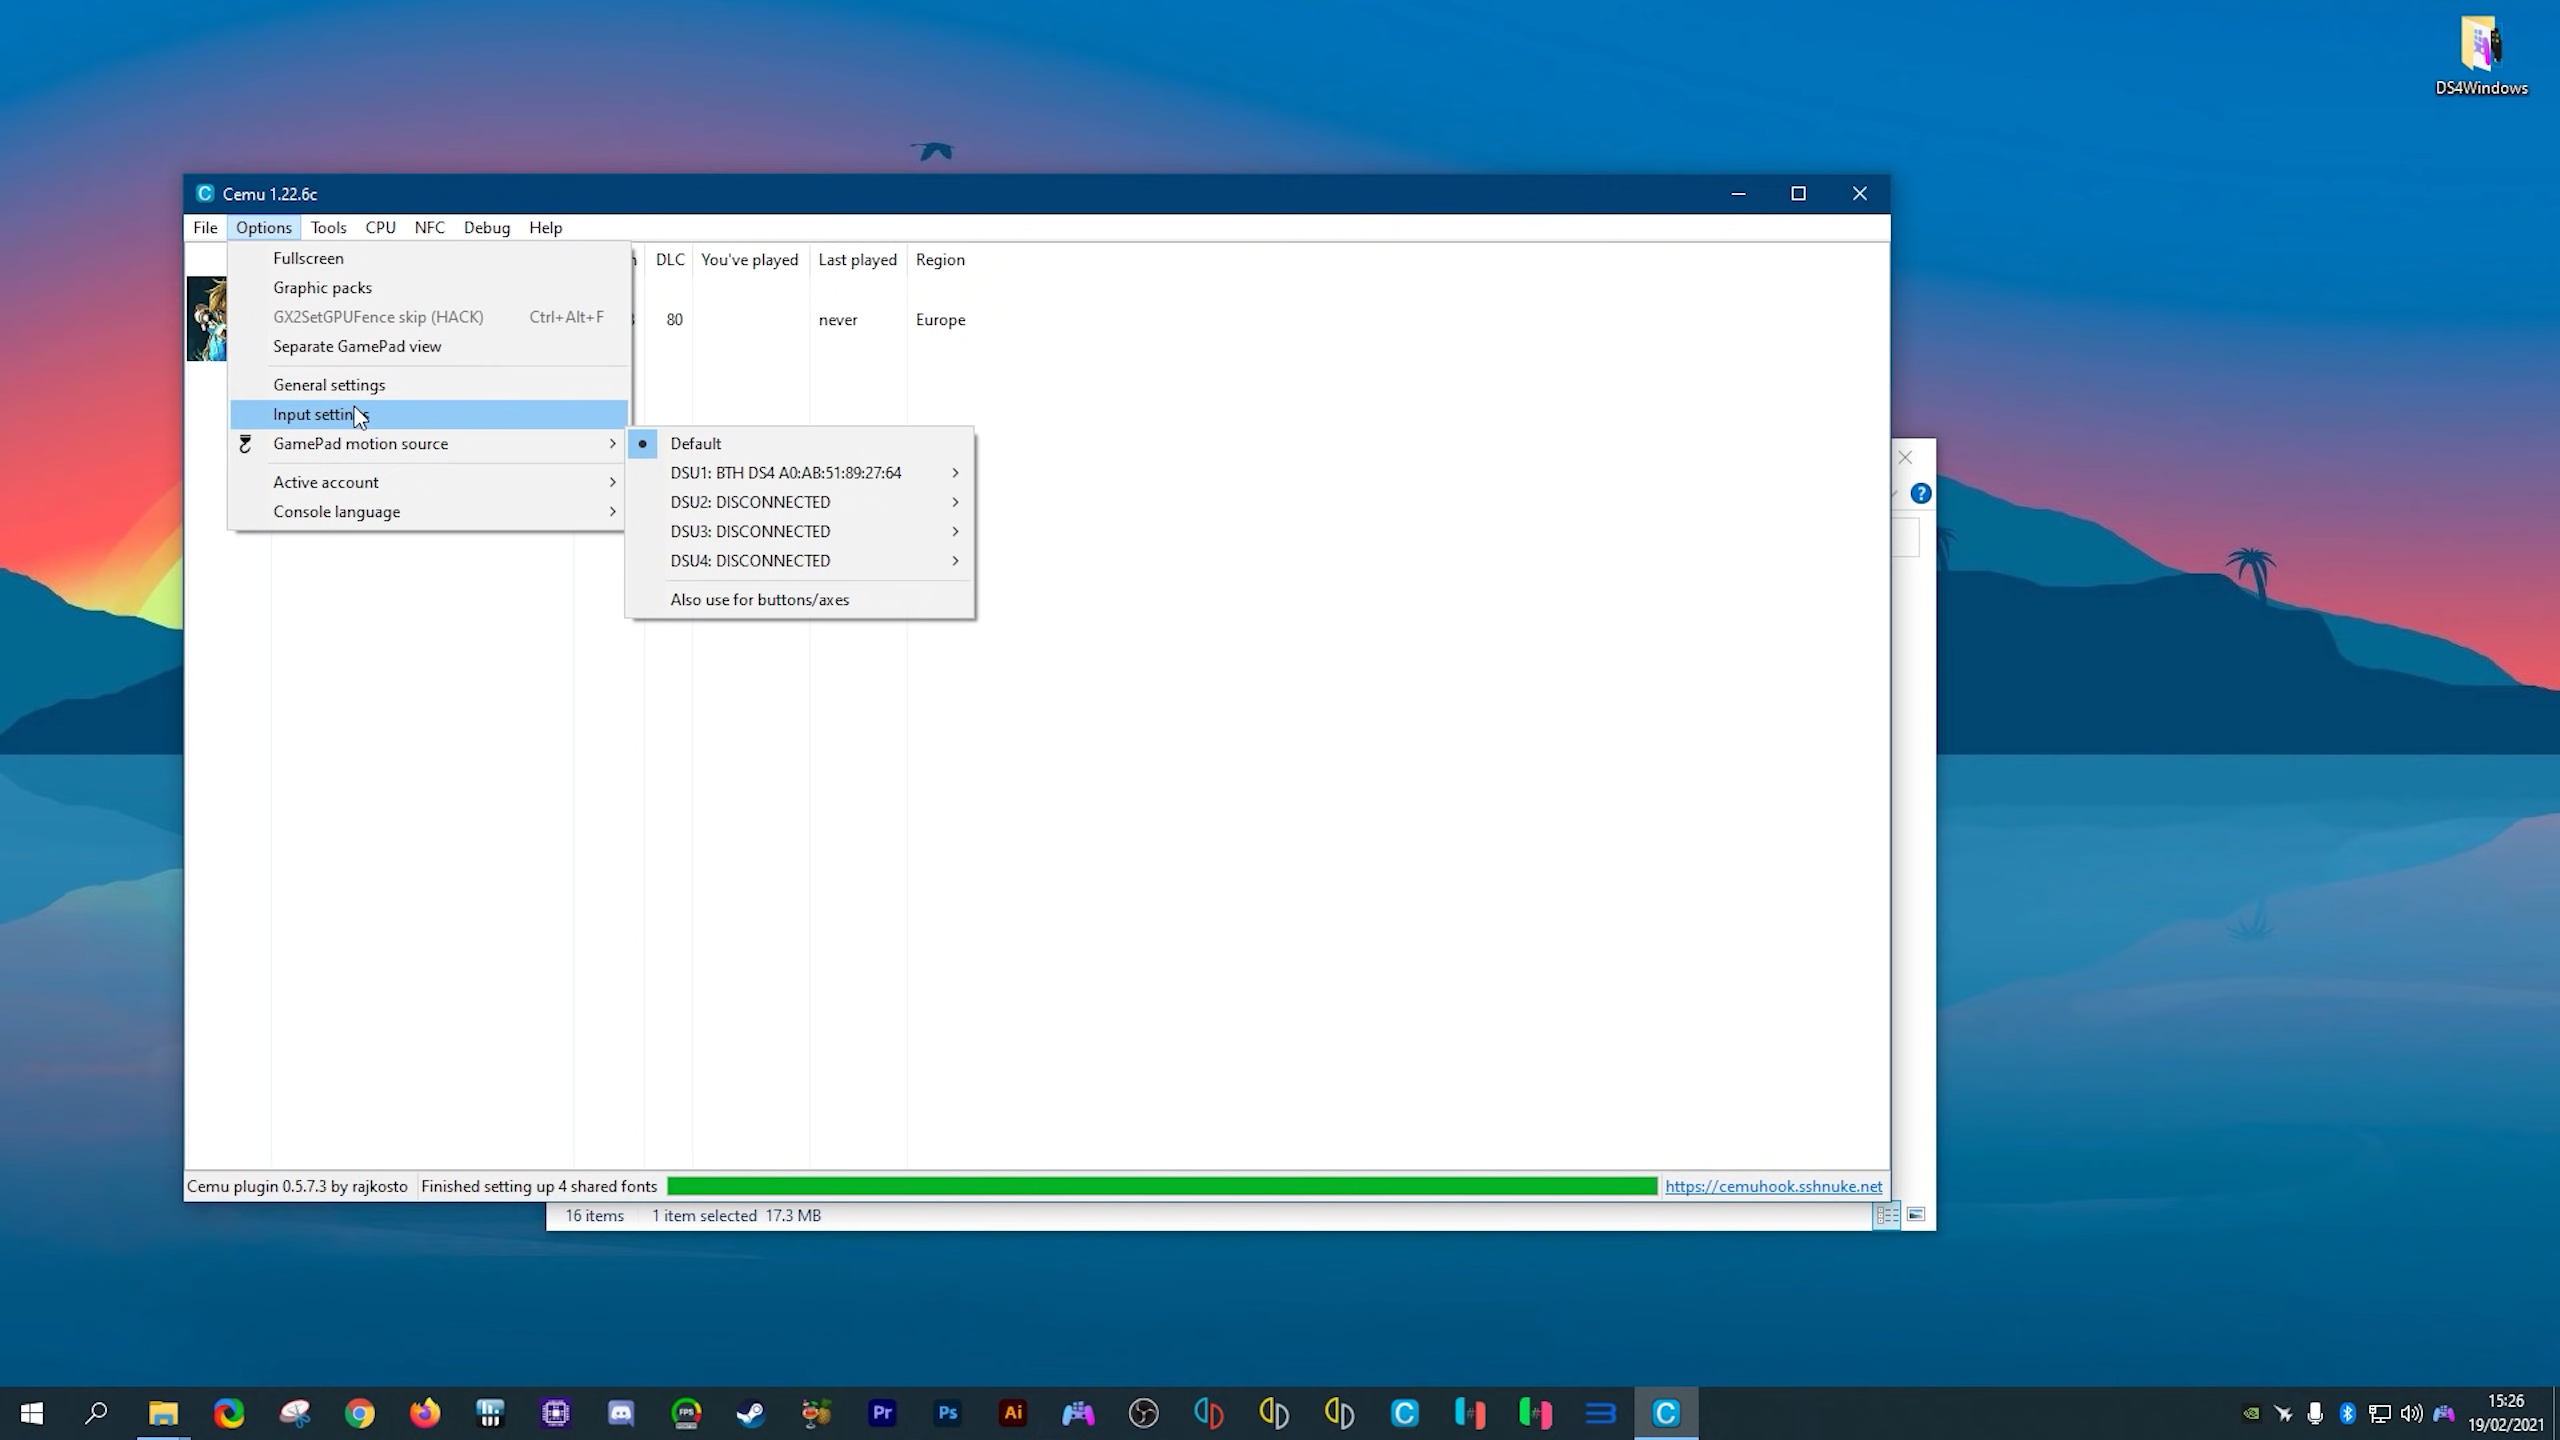 DS4Windows
Cemu 1.22.6c
File Options Tools CPU NFC Debug Help
Fullscreen
Graphic packs
GX2SetGPUFence skip (HACK) Ctrl+Alt+F
Separate GamePad view
General settings
Input settings
GamePad motion source
Active account
Console language
DLC You've played Last played Region
80 never Europe
Default
DSU1: BTH DS4 A0:AB:51:89:27:64
DSU2: DISCONNECTED
DSU3: DISCONNECTED
DSU4: DISCONNECTED
Also use for buttons/axes
Cemu plugin 0.5.7.3 by rajkosto Finished setting up 4 shared fonts https://cemuhook.sshnuke.net
16 items 1 item selected 17.3 MB
FPS
Pr
Ps
Ai
15:26
19/02/2021